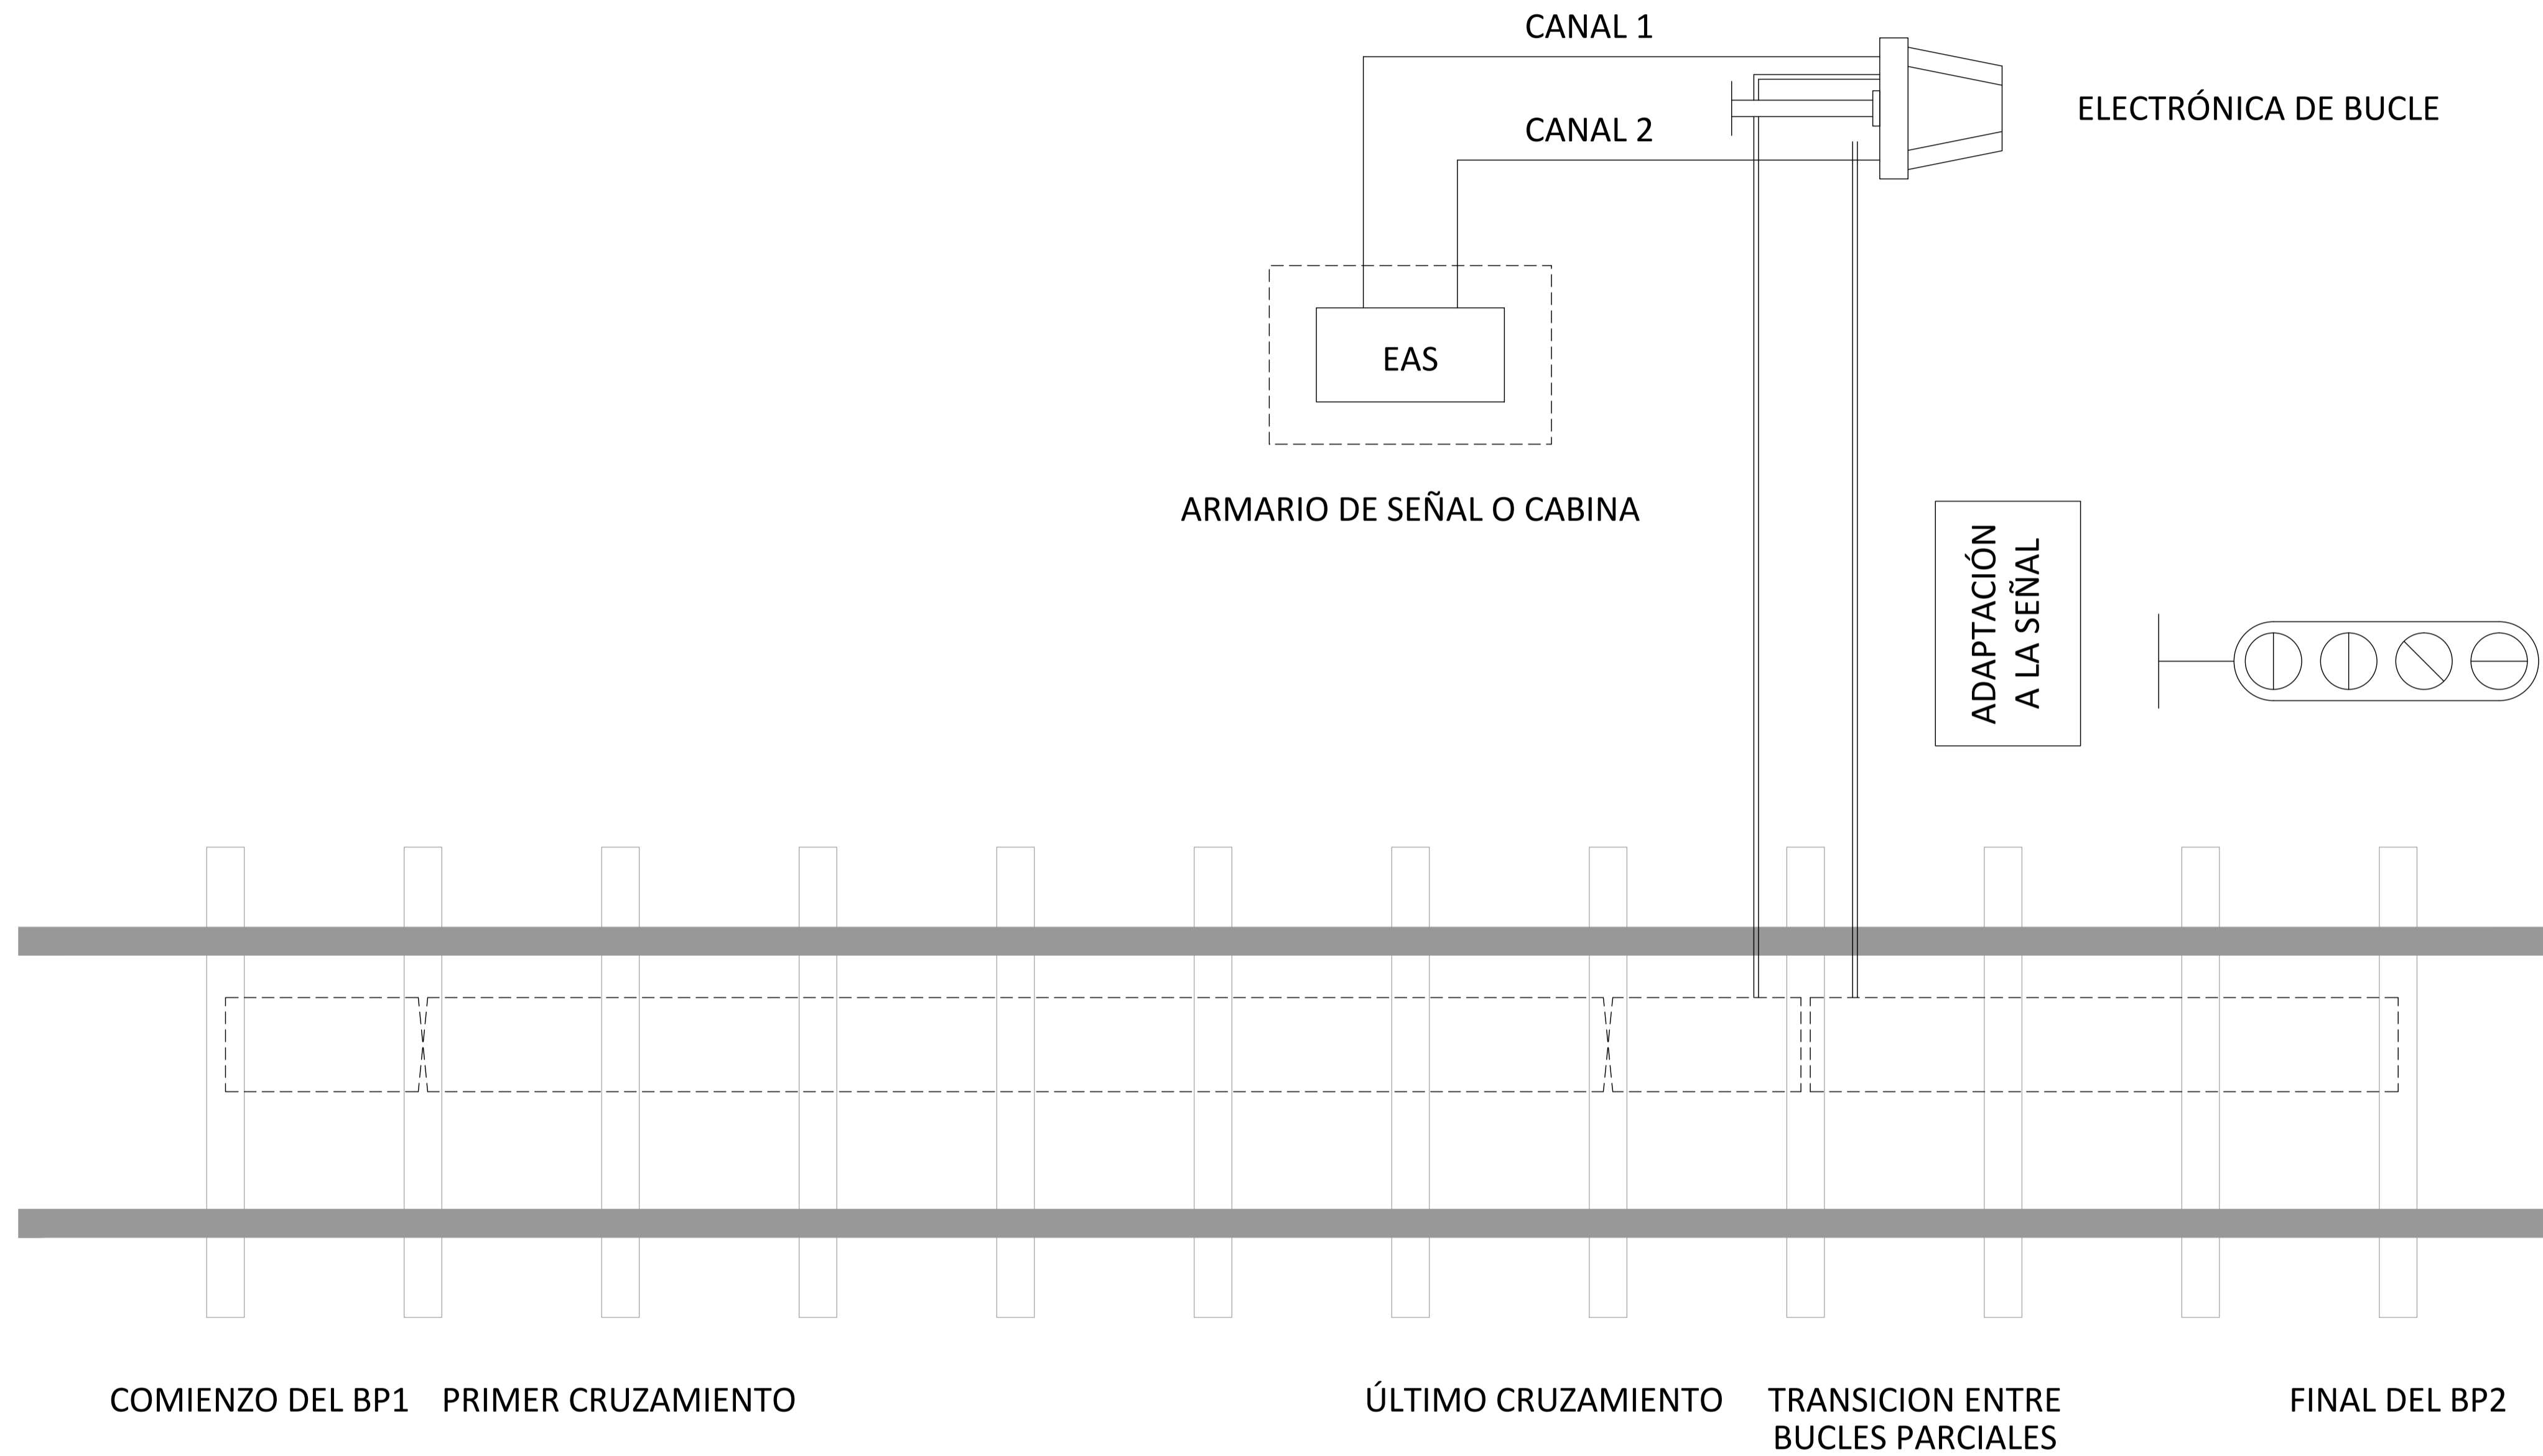 CANAL 1
ELECTRÓNICA DE BUCLE
CANAL 2
EAS
ARMARIO DE SEÑAL O CABINA
ADAPTACIÓN
A LA SEÑAL
COMIENZO DEL BP1
PRIMER CRUZAMIENTO
ÚLTIMO CRUZAMIENTO
TRANSICION ENTRE
BUCLES PARCIALES
FINAL DEL BP2